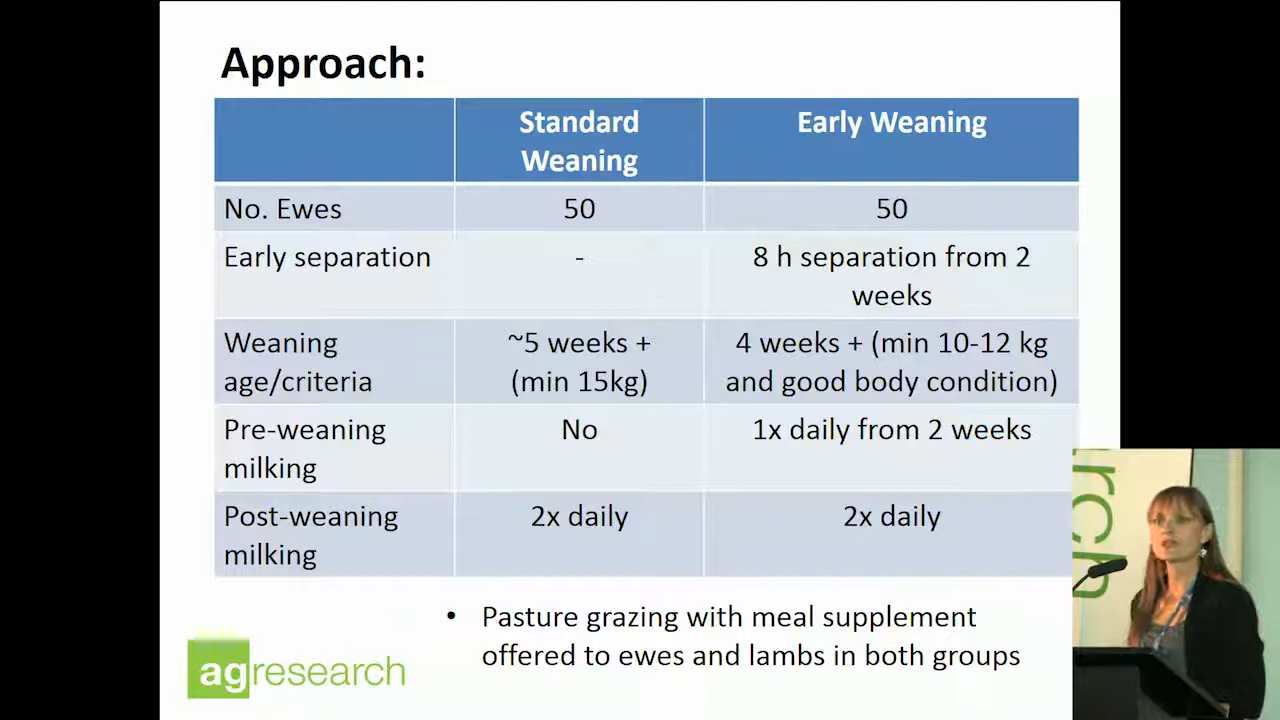 Approach:
Standard
Weaning
Early Weaning
No. Ewes
50
50
Early separation
-
8 h separation from 2
weeks
Weaning
age/criteria
~5 weeks +
(min 15kg)
4 weeks + (min 10-12 kg
and good body condition)
Pre-weaning
milking
No
1x daily from 2 weeks
Post-weaning
milking
2x daily
2x daily
• Pasture grazing with meal supplement
offered to ewes and lambs in both groups
agresearch
rch